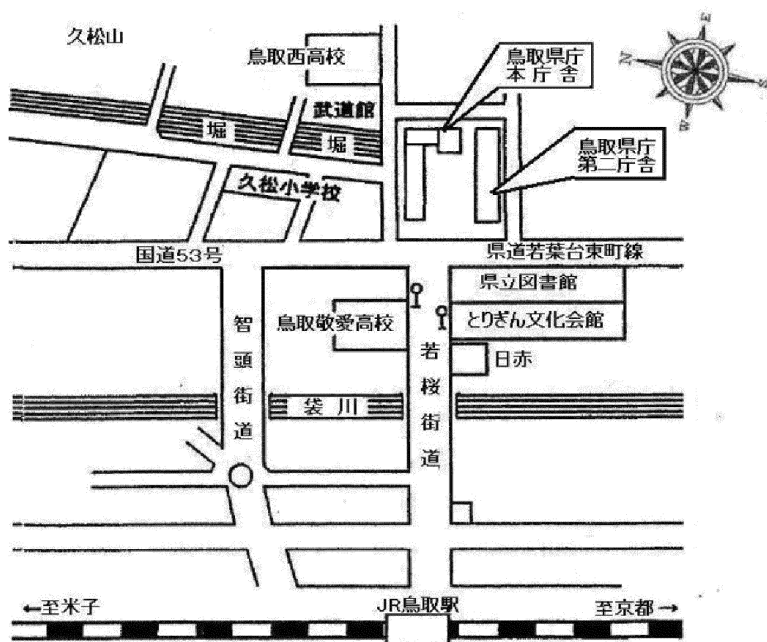 久松山
鳥取西高校
鳥取県庁
本庁舎
武道館
堀
堀
鳥取県庁
第二庁舎
久松小学校
国道53号
県道若葉台東町線
県立図書館
とりぎん文化会館
鳥取敬愛高校
日赤
智頭街道
若桜街道
袋川
←至米子
JR鳥取駅
至京都→
N
E
S
W